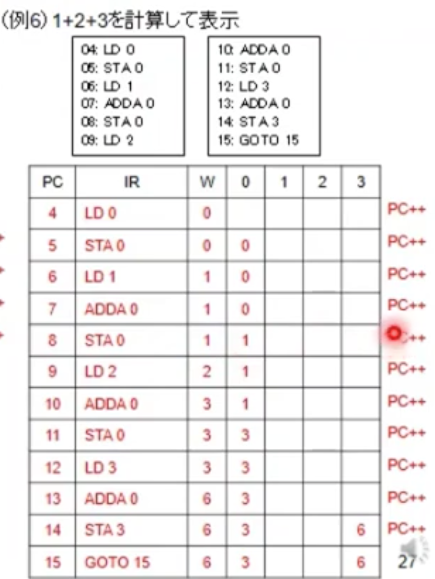 (例6) 1+2+3を計算して表示
04: LD 0
05: STA 0
06: LD 1
07: ADDA 0
08: STA 0
09: LD 2
10: ADDA 0
11: STA 0
12: LD 3
13: ADDA 0
14: STA 3
15: GOTO 15
PC IR W 0 1 2 3
4 LD 0 0 PC++
5 STA 0 0 0 PC++
6 LD 1 1 0 PC++
7 ADDA 0 1 0 PC++
8 STA 0 1 1 C++
9 LD 2 2 1 PC++
10 ADDA 0 3 1 PC++
11 STA 0 3 3 PC++
12 LD 3 3 3 PC++
13 ADDA 0 6 3 PC++
14 STA 3 6 3 6 PC++
15 GOTO 15 6 3 6 27